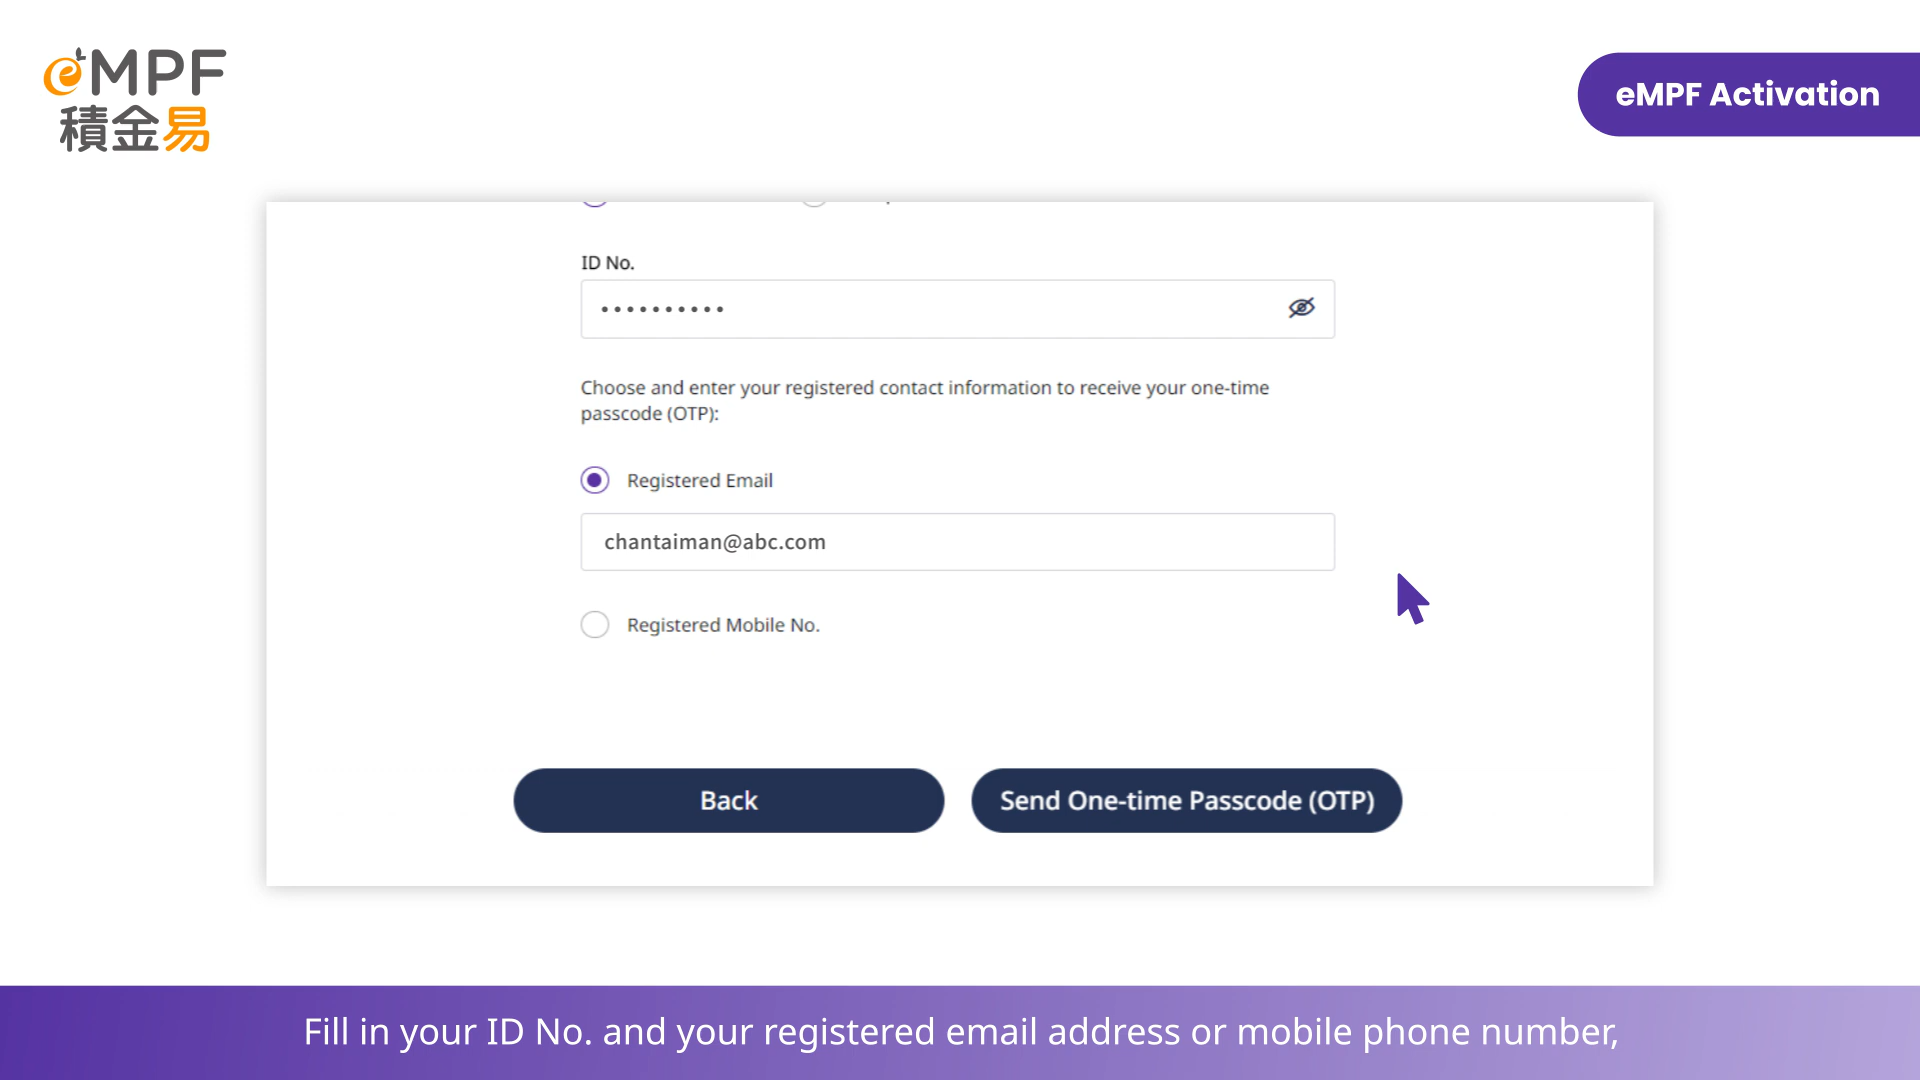 eMPF
積金易
eMPF Activation
ID No.
••••••••••
Choose and enter your registered contact information to receive your one-time
passcode (OTP):
Registered Email
chantaiman@abc.com
Registered Mobile No.
Back
Send One-time Passcode (OTP)
Fill in your ID No. and your registered email address or mobile phone number,